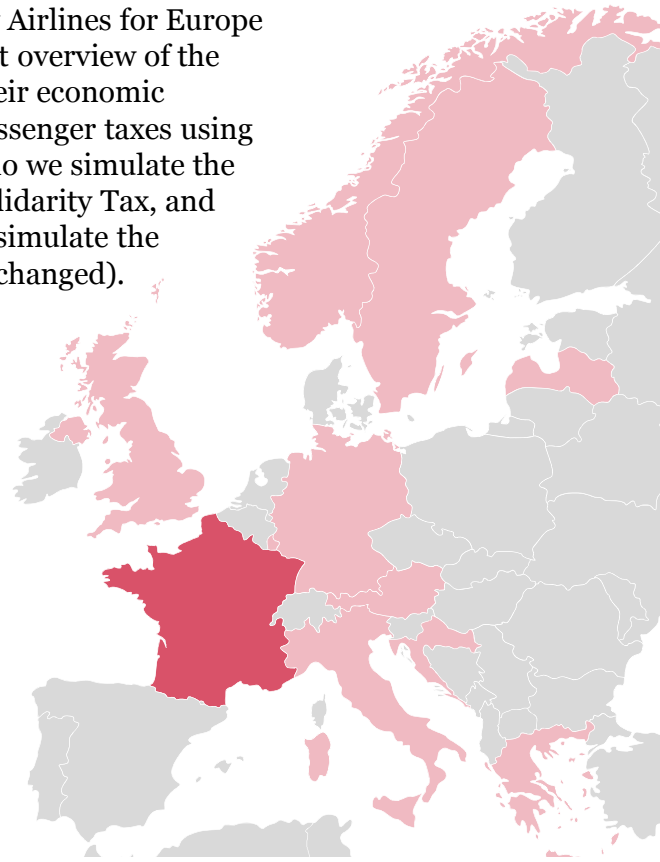 Airlines for Europe
t overview of the
eir economic
ssenger taxes using
o we simulate the
lidarity Tax, and
simulate the
changed).